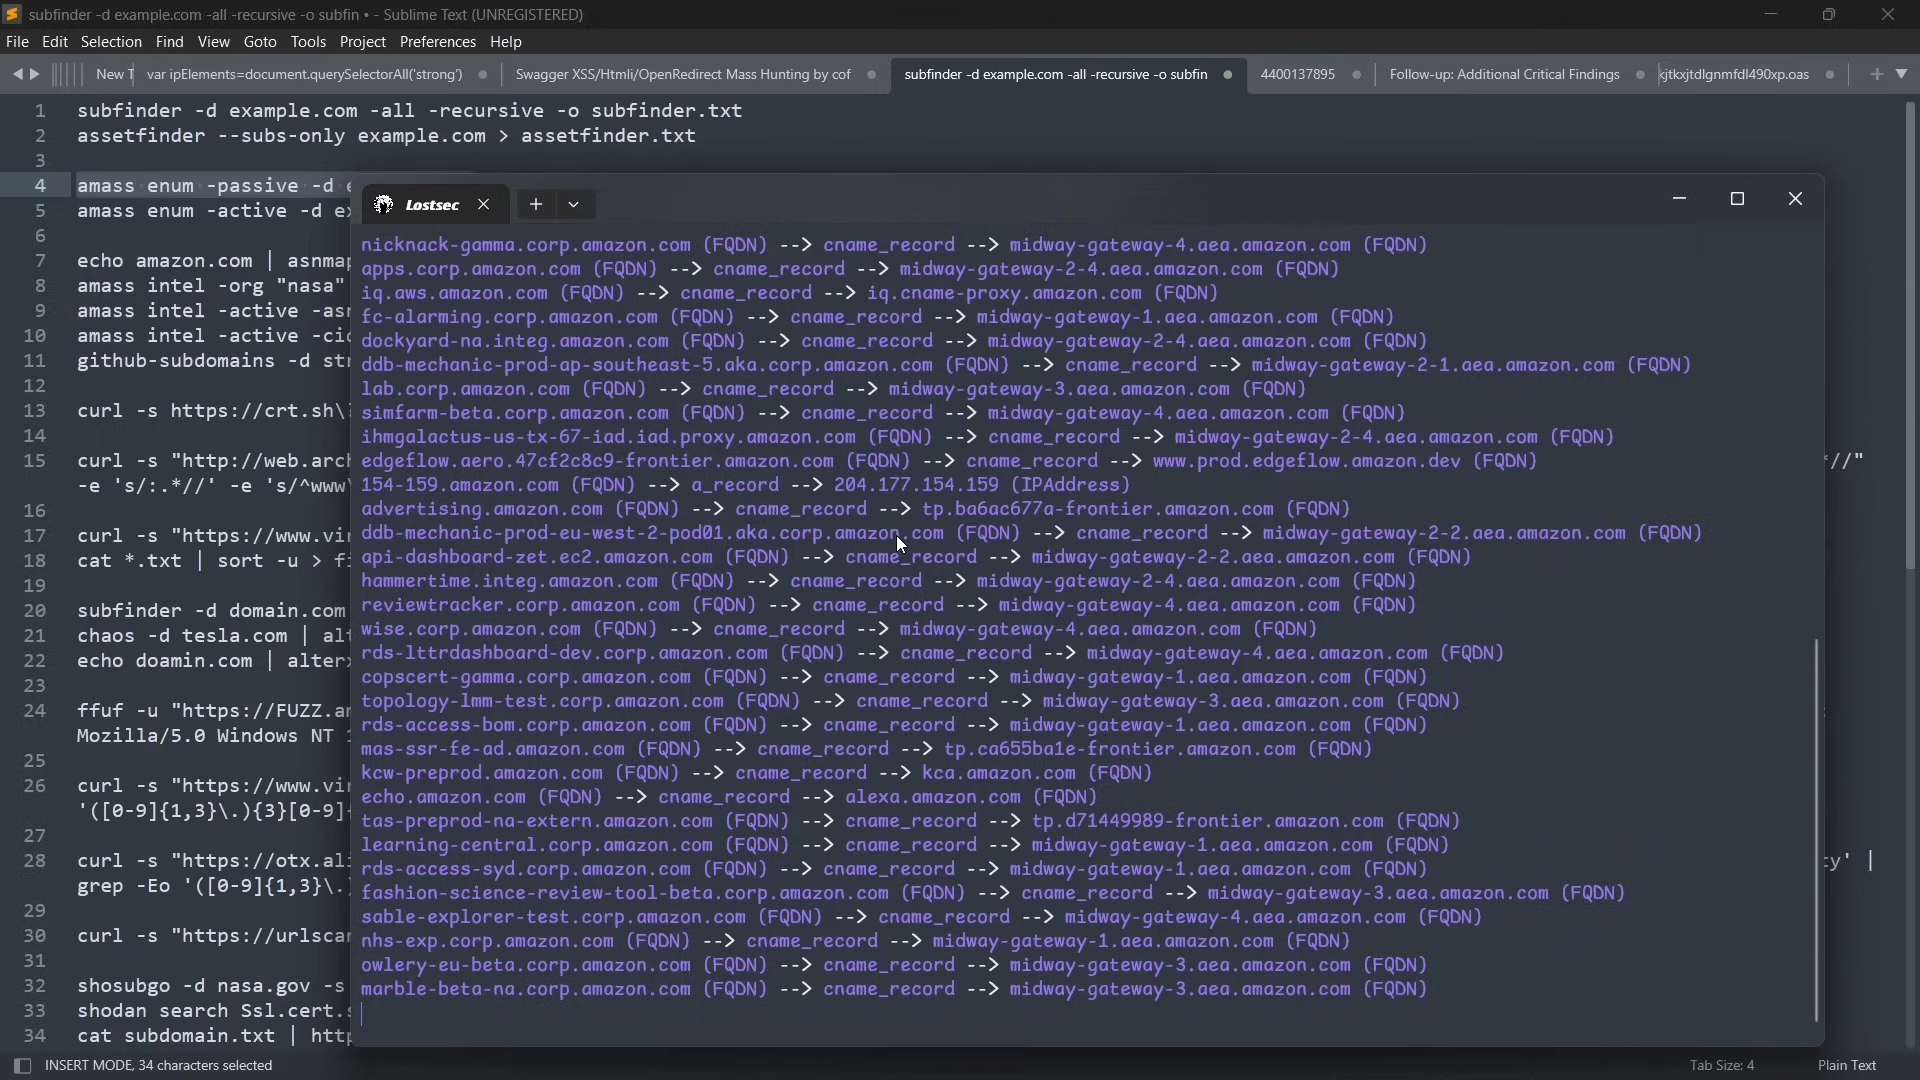 subfinder -d example.com -all -recursive -o subfin • - Sublime Text (UNREGISTERED)
File Edit Selection Find View Goto Tools Project Preferences Help
New T var ipElements=document.querySelectorAll('strong') Swagger XSS/Htmli/OpenRedirect Mass Hunting by cof subfinder -d example.com -all -recursive -o subfin 4400137895 Follow-up: Additional Critical Findings kjtkxjtdlgnmfdl490xp.oas
1 subfinder -d example.com -all -recursive -o subfinder.txt
2 assetfinder --subs-only example.com > assetfinder.txt
3
4 amass enum -passive -d e
5 amass enum -active -d ex
6
7 echo amazon.com | asnmap
8 amass intel -org "nasa"
9 amass intel -active -asn
10 amass intel -active -cid
11 github-subdomains -d str
12
13 curl -s https://crt.sh\?
14
15 curl -s "http://web.arch *//"
-e 's/:.*//' -e 's/^www\
16
17 curl -s "https://www.vir
18 cat *.txt | sort -u > fi
19
20 subfinder -d domain.com
21 chaos -d tesla.com | alt
22 echo doamin.com | alterx
23
24 ffuf -u "https://FUZZ.am
Mozilla/5.0 Windows NT 1
25
26 curl -s "https://www.vir
'([0-9]{1,3}\.){3}[0-9]{
27
28 curl -s "https://otx.ali ty' |
grep -Eo '([0-9]{1,3}\.)
29
30 curl -s "https://urlscan
31
32 shosubgo -d nasa.gov -s
33 shodan search Ssl.cert.s
34 cat subdomain.txt | http
Lostsec
nicknack-gamma.corp.amazon.com (FQDN) --> cname_record --> midway-gateway-4.aea.amazon.com (FQDN)
apps.corp.amazon.com (FQDN) --> cname_record --> midway-gateway-2-4.aea.amazon.com (FQDN)
iq.aws.amazon.com (FQDN) --> cname_record --> iq.cname-proxy.amazon.com (FQDN)
fc-alarming.corp.amazon.com (FQDN) --> cname_record --> midway-gateway-1.aea.amazon.com (FQDN)
dockyard-na.integ.amazon.com (FQDN) --> cname_record --> midway-gateway-2-4.aea.amazon.com (FQDN)
ddb-mechanic-prod-ap-southeast-5.aka.corp.amazon.com (FQDN) --> cname_record --> midway-gateway-2-1.aea.amazon.com (FQDN)
lab.corp.amazon.com (FQDN) --> cname_record --> midway-gateway-3.aea.amazon.com (FQDN)
simfarm-beta.corp.amazon.com (FQDN) --> cname_record --> midway-gateway-4.aea.amazon.com (FQDN)
ihmgalactus-us-tx-67-iad.iad.proxy.amazon.com (FQDN) --> cname_record --> midway-gateway-2-4.aea.amazon.com (FQDN)
edgeflow.aero.47cf2c8c9-frontier.amazon.com (FQDN) --> cname_record --> www.prod.edgeflow.amazon.dev (FQDN)
154-159.amazon.com (FQDN) --> a_record --> 204.177.154.159 (IPAddress)
advertising.amazon.com (FQDN) --> cname_record --> tp.ba6ac677a-frontier.amazon.com (FQDN)
ddb-mechanic-prod-eu-west-2-pod01.aka.corp.amazon.com (FQDN) --> cname_record --> midway-gateway-2-2.aea.amazon.com (FQDN)
api-dashboard-zet.ec2.amazon.com (FQDN) --> cname_record --> midway-gateway-2-2.aea.amazon.com (FQDN)
hammertime.integ.amazon.com (FQDN) --> cname_record --> midway-gateway-2-4.aea.amazon.com (FQDN)
reviewtracker.corp.amazon.com (FQDN) --> cname_record --> midway-gateway-4.aea.amazon.com (FQDN)
wise.corp.amazon.com (FQDN) --> cname_record --> midway-gateway-4.aea.amazon.com (FQDN)
rds-lttrdashboard-dev.corp.amazon.com (FQDN) --> cname_record --> midway-gateway-4.aea.amazon.com (FQDN)
copscert-gamma.corp.amazon.com (FQDN) --> cname_record --> midway-gateway-1.aea.amazon.com (FQDN)
topology-lmm-test.corp.amazon.com (FQDN) --> cname_record --> midway-gateway-3.aea.amazon.com (FQDN)
rds-access-bom.corp.amazon.com (FQDN) --> cname_record --> midway-gateway-1.aea.amazon.com (FQDN)
mas-ssr-fe-ad.amazon.com (FQDN) --> cname_record --> tp.ca655ba1e-frontier.amazon.com (FQDN)
kcw-preprod.amazon.com (FQDN) --> cname_record --> kca.amazon.com (FQDN)
echo.amazon.com (FQDN) --> cname_record --> alexa.amazon.com (FQDN)
tas-preprod-na-extern.amazon.com (FQDN) --> cname_record --> tp.d71449989-frontier.amazon.com (FQDN)
learning-central.corp.amazon.com (FQDN) --> cname_record --> midway-gateway-1.aea.amazon.com (FQDN)
rds-access-syd.corp.amazon.com (FQDN) --> cname_record --> midway-gateway-1.aea.amazon.com (FQDN)
fashion-science-review-tool-beta.corp.amazon.com (FQDN) --> cname_record --> midway-gateway-3.aea.amazon.com (FQDN)
sable-explorer-test.corp.amazon.com (FQDN) --> cname_record --> midway-gateway-4.aea.amazon.com (FQDN)
nhs-exp.corp.amazon.com (FQDN) --> cname_record --> midway-gateway-1.aea.amazon.com (FQDN)
owlery-eu-beta.corp.amazon.com (FQDN) --> cname_record --> midway-gateway-3.aea.amazon.com (FQDN)
marble-beta-na.corp.amazon.com (FQDN) --> cname_record --> midway-gateway-3.aea.amazon.com (FQDN)
INSERT MODE, 34 characters selected Tab Size: 4 Plain Text